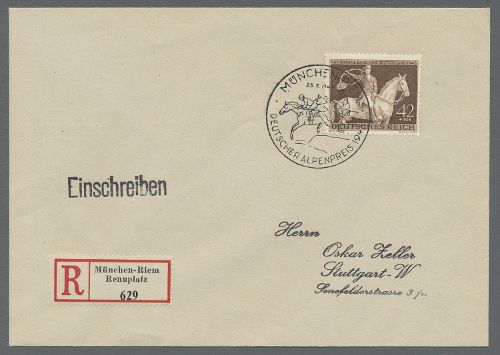 MÜNCHEN
DEUTSCHER ALPENPREIS
42
DEUTSCHES REICH
Einschreiben
R
München-Riem
Rennplatz
629
Herrn
Oskar Zeller
Stuttgart-W
Senefelderstrasse 3 p.